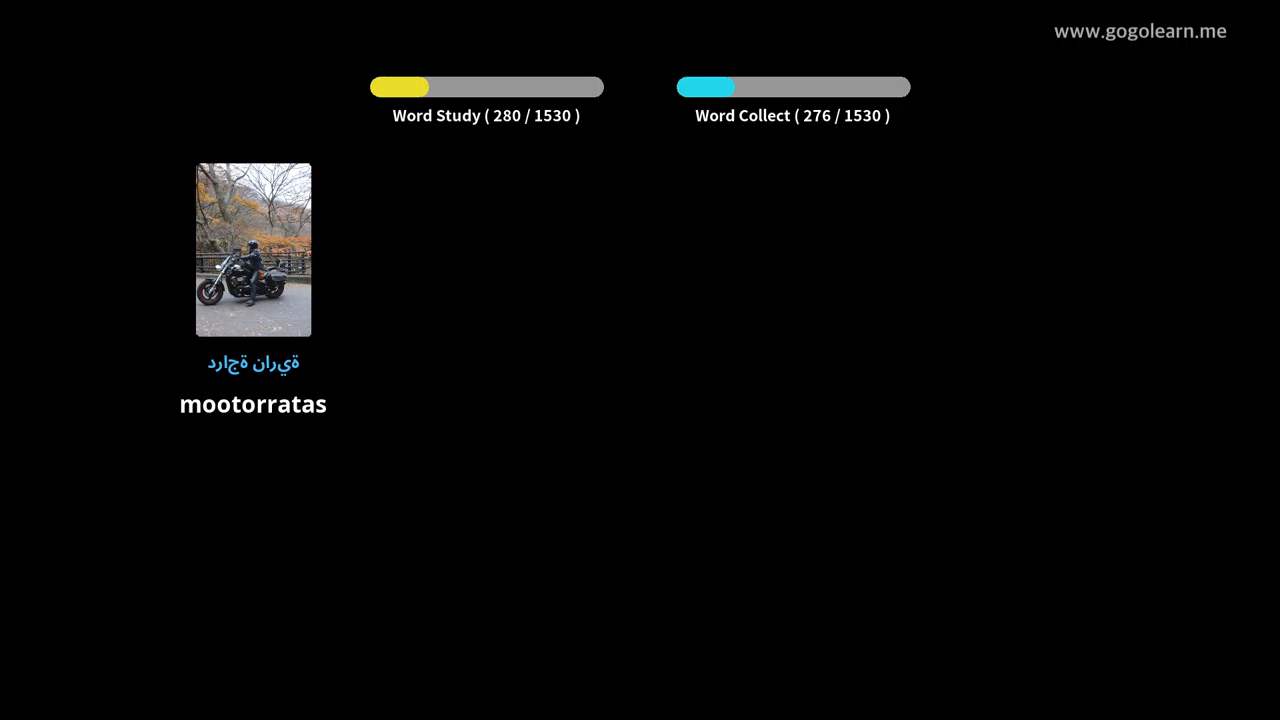 www.gogolearn.me
Word Study ( 280 / 1530 )
Word Collect ( 276 / 1530 )
دراجة نارية
mootorratas